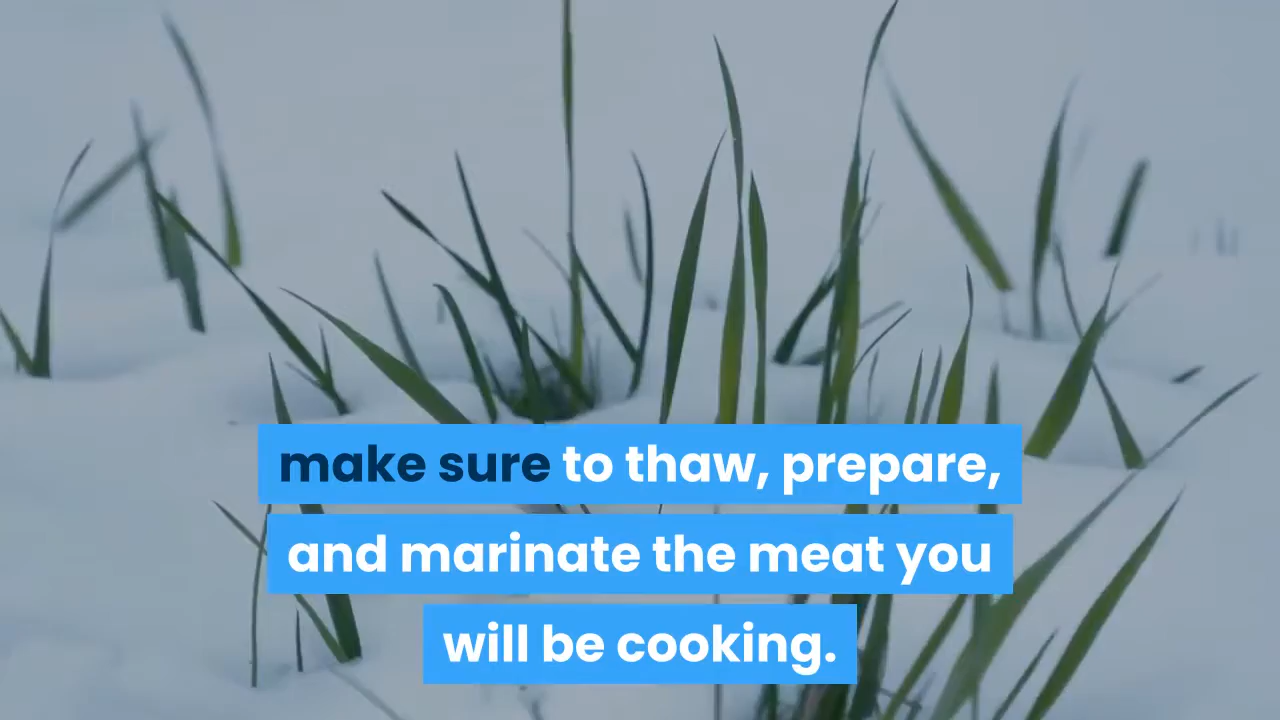 make sure to thaw, prepare,
and marinate the meat you
will be cooking.